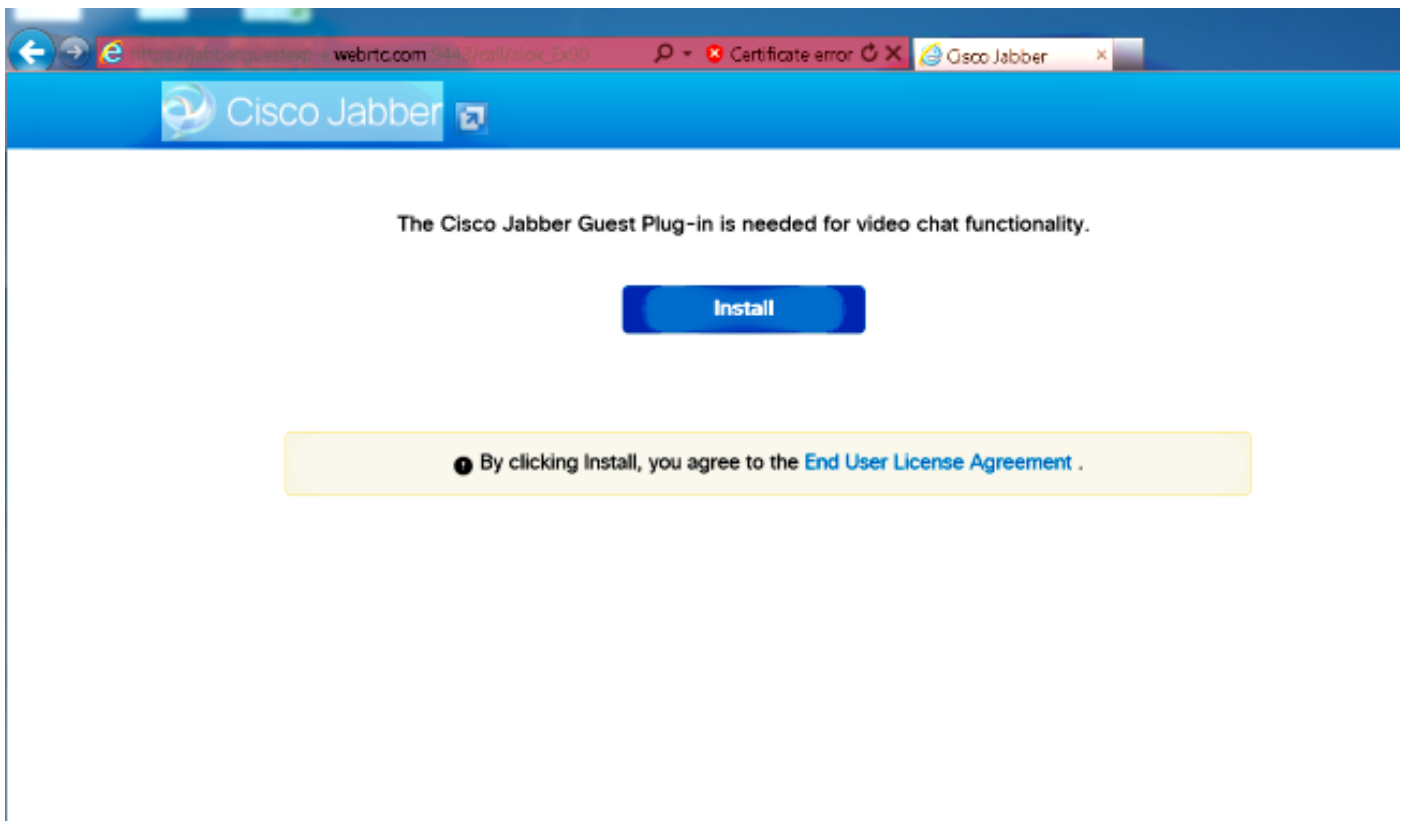 webrtc.com
Certificate error
Cisco Jabber
Cisco Jabber
The Cisco Jabber Guest Plug-in is needed for video chat functionality.
Install
By clicking Install, you agree to the End User License Agreement .